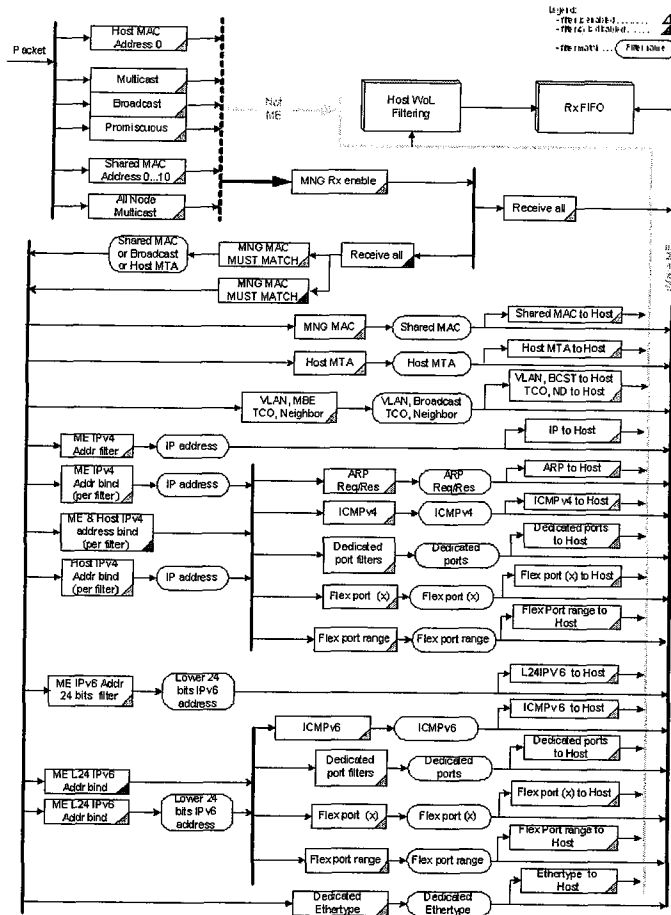 Legend:
- filter is enabled
- filter is disabled
- filter match ... Filter name
Packet
Host MAC
Address 0
Multicast
Broadcast
Promiscuous
Shared MAC
Address 0...10
All Node
Multicast
Not
ME
Host WoL
Filtering
Rx FIFO
MNG Rx enable
Receive all
Shared MAC
or Broadcast
or Host MTA
MNG MAC
MUST MATCH
Receive all
MNG MAC
MUST MATCH
MNG MAC
Shared MAC
Shared MAC to Host
Host MTA
Host MTA
Host MTA to Host
VLAN, MBE
TCO, Neighbor
VLAN, Broadcast
TCO, Neighbor
VLAN, BCST to Host
TCO, ND to Host
ME IPv4
Addr filter
IP address
IP to Host
ME IPv4
Addr bind
(per filter)
IP address
ARP
Req/Res
ARP
Req/Res
ARP to Host
ME & Host IPv4
address bind
(per filter)
ICMPv4
ICMPv4
ICMPv4 to Host
Dedicated
port filters
Dedicated
ports
Dedicated ports
to Host
Host IPv4
Addr bind
(per filter)
IP address
Flex port (x)
Flex port (x)
Flex port (x) to Host
Flex port range
Flex port range
Flex Port range to
Host
ME IPv6 Addr
24 bits filter
Lower 24
bits IPv6
address
L24IPV6 to Host
ICMPv6
ICMPv6
ICMPv6 to Host
ME L24 IPv6
Addr bind
Dedicated
port filters
Dedicated
ports
Dedicated ports
to Host
ME L24 IPv6
Addr bind
Lower 24
bits IPv6
address
Flex port (x)
Flex port (x)
Flex port (x) to Host
Flex port range
Flex port range
Flex Port range to
Host
Dedicated
Ethertype
Dedicated
Ethertype
Ethertype to
Host